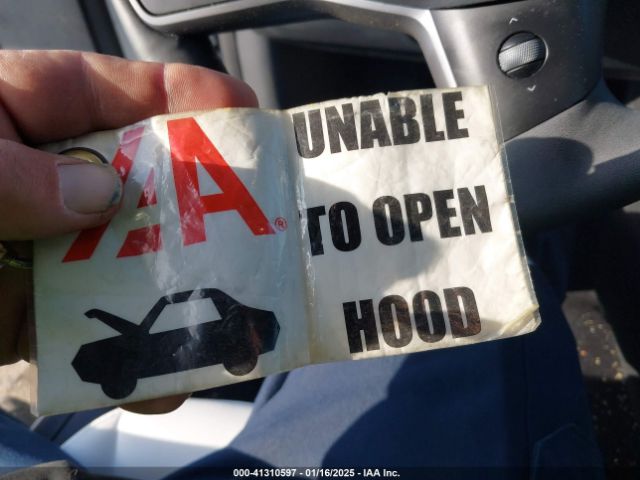 IAA®
UNABLE
TO OPEN
HOOD
000-41310597 - 01/16/2025 - IAA Inc.